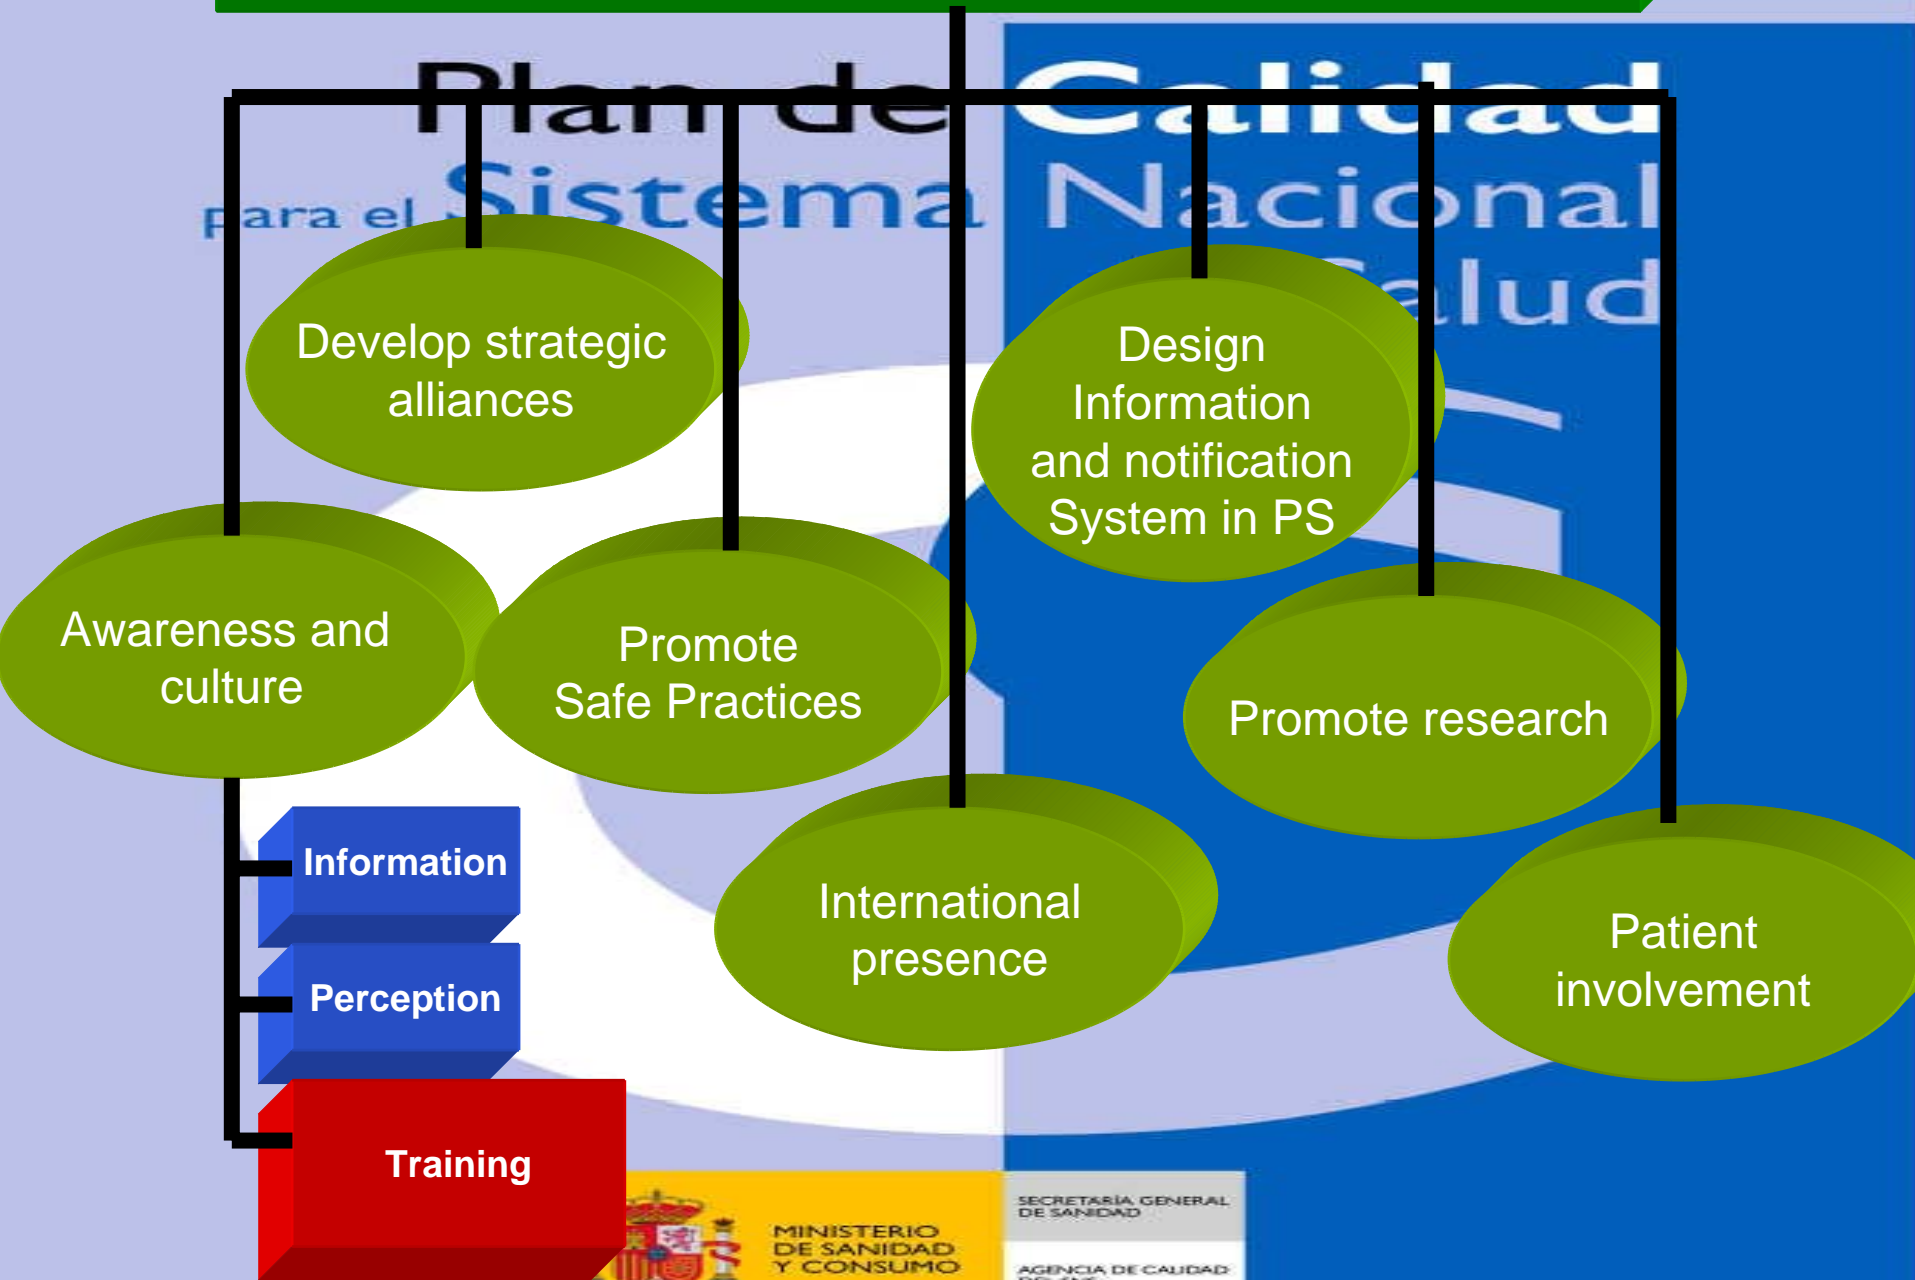 Plan de Calidad
para el Sistema Nacional
Salud
Develop strategic
alliances
Design
Information
and notification
System in PS
Awareness and
culture
Promote
Safe Practices
Promote research
International
presence
Patient
involvement
Information
Perception
Training
MINISTERIO
DE SANIDAD
Y CONSUMO
SECRETARÍA GENERAL
DE SANIDAD
AGENCIA DE CALIDAD